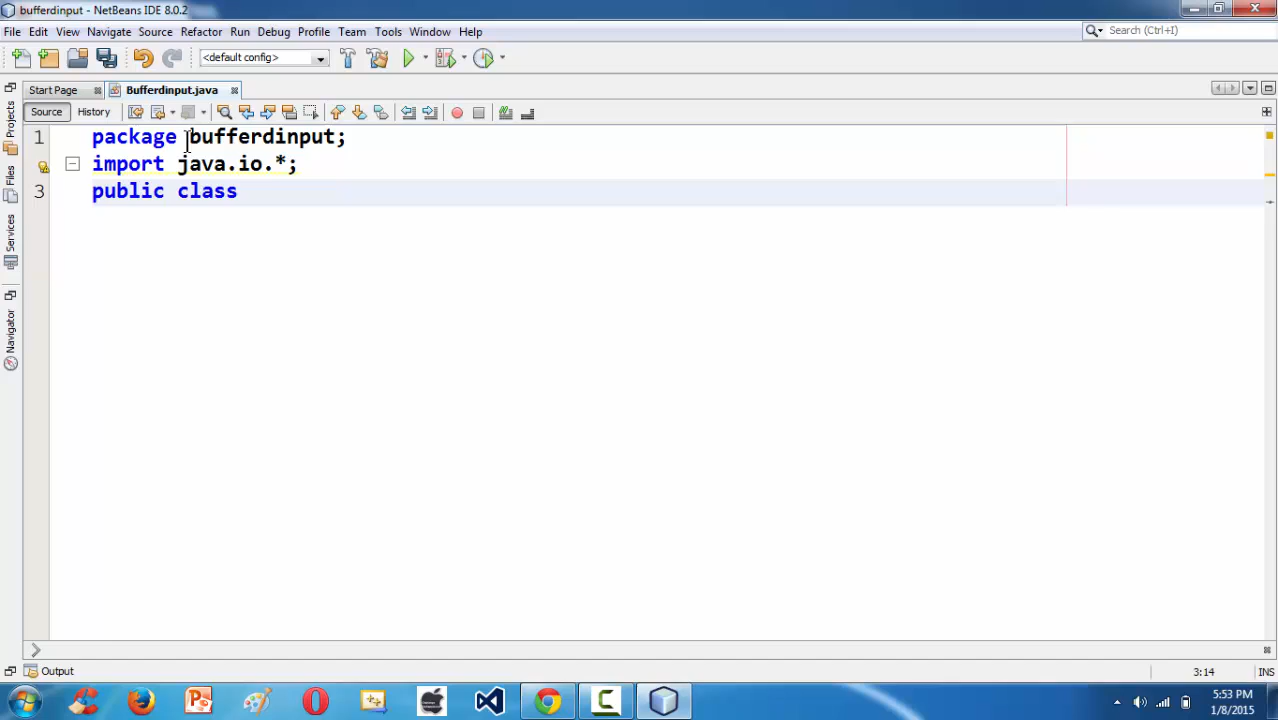 bufferdinput - NetBeans IDE 8.0.2
File Edit View Navigate Source Refactor Run Debug Profile Team Tools Window Help
Search (Ctrl+I)
<default config>
Start Page Bufferdinput.java
Source History
1 package bufferdinput;
import java.io.*;
3 public class
Projects
Files
Services
Navigator
Output
3:14 INS
5:53 PM
1/8/2015